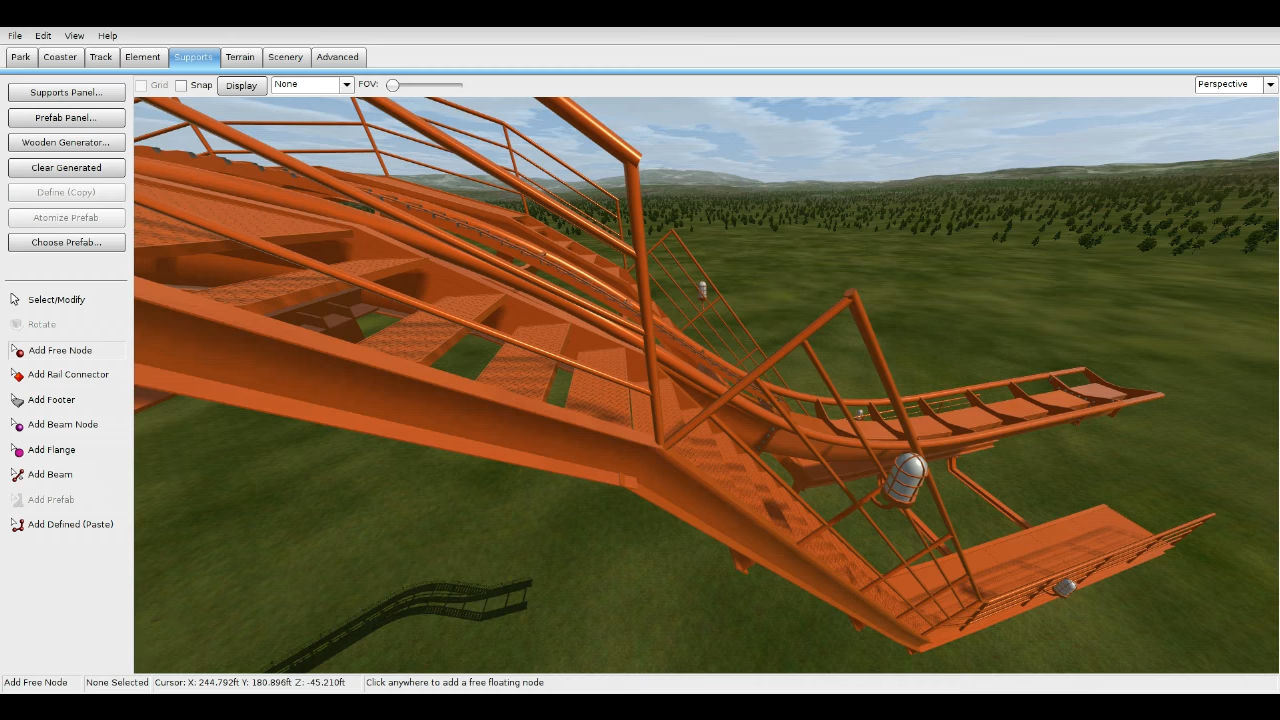 File Edit View Help
Park Coaster Track Element Supports Terrain Scenery Advanced
Supports Panel... Grid Snap Display None FOV: Perspective
Prefab Panel...
Wooden Generator...
Clear Generated
Define (Copy)
Atomize Prefab
Choose Prefab...
Select/Modify
Rotate
Add Free Node
Add Rail Connector
Add Footer
Add Beam Node
Add Flange
Add Beam
Add Prefab
Add Defined (Paste)
Add Free Node None Selected Cursor: X: 244.792ft Y: 180.896ft Z: -45.210ft Click anywhere to add a free floating node